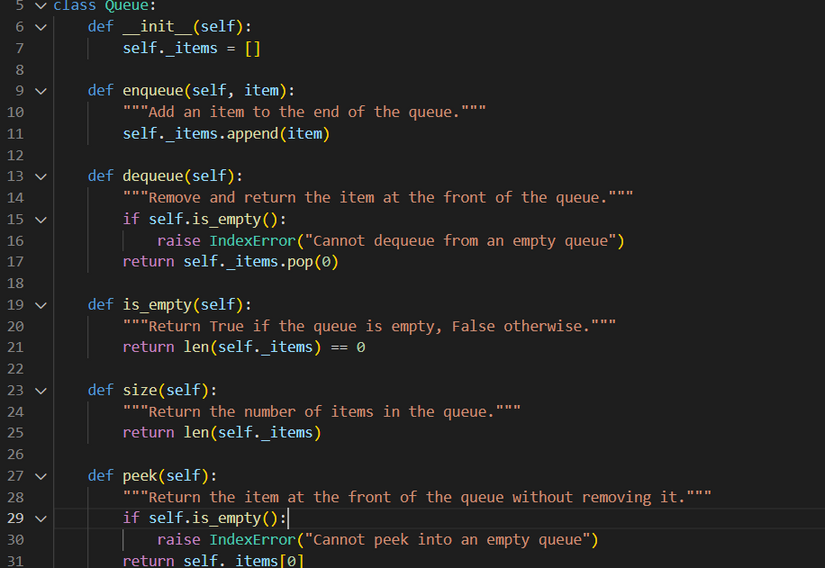 5 class Queue:
6     def __init__(self):
7         self._items = []
8
9     def enqueue(self, item):
10         """Add an item to the end of the queue."""
11         self._items.append(item)
12
13     def dequeue(self):
14         """Remove and return the item at the front of the queue."""
15         if self.is_empty():
16             raise IndexError("Cannot dequeue from an empty queue")
17         return self._items.pop(0)
18
19     def is_empty(self):
20         """Return True if the queue is empty, False otherwise."""
21         return len(self._items) == 0
22
23     def size(self):
24         """Return the number of items in the queue."""
25         return len(self._items)
26
27     def peek(self):
28         """Return the item at the front of the queue without removing it."""
29         if self.is_empty():
30             raise IndexError("Cannot peek into an empty queue")
31         return self._items[0]